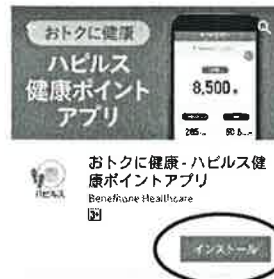 おトクに健康
ハピルス
健康ポイント
アプリ
8,500
おトクに健康 - ハピルス健
康ポイントアプリ
Healthcare
3+
インストール